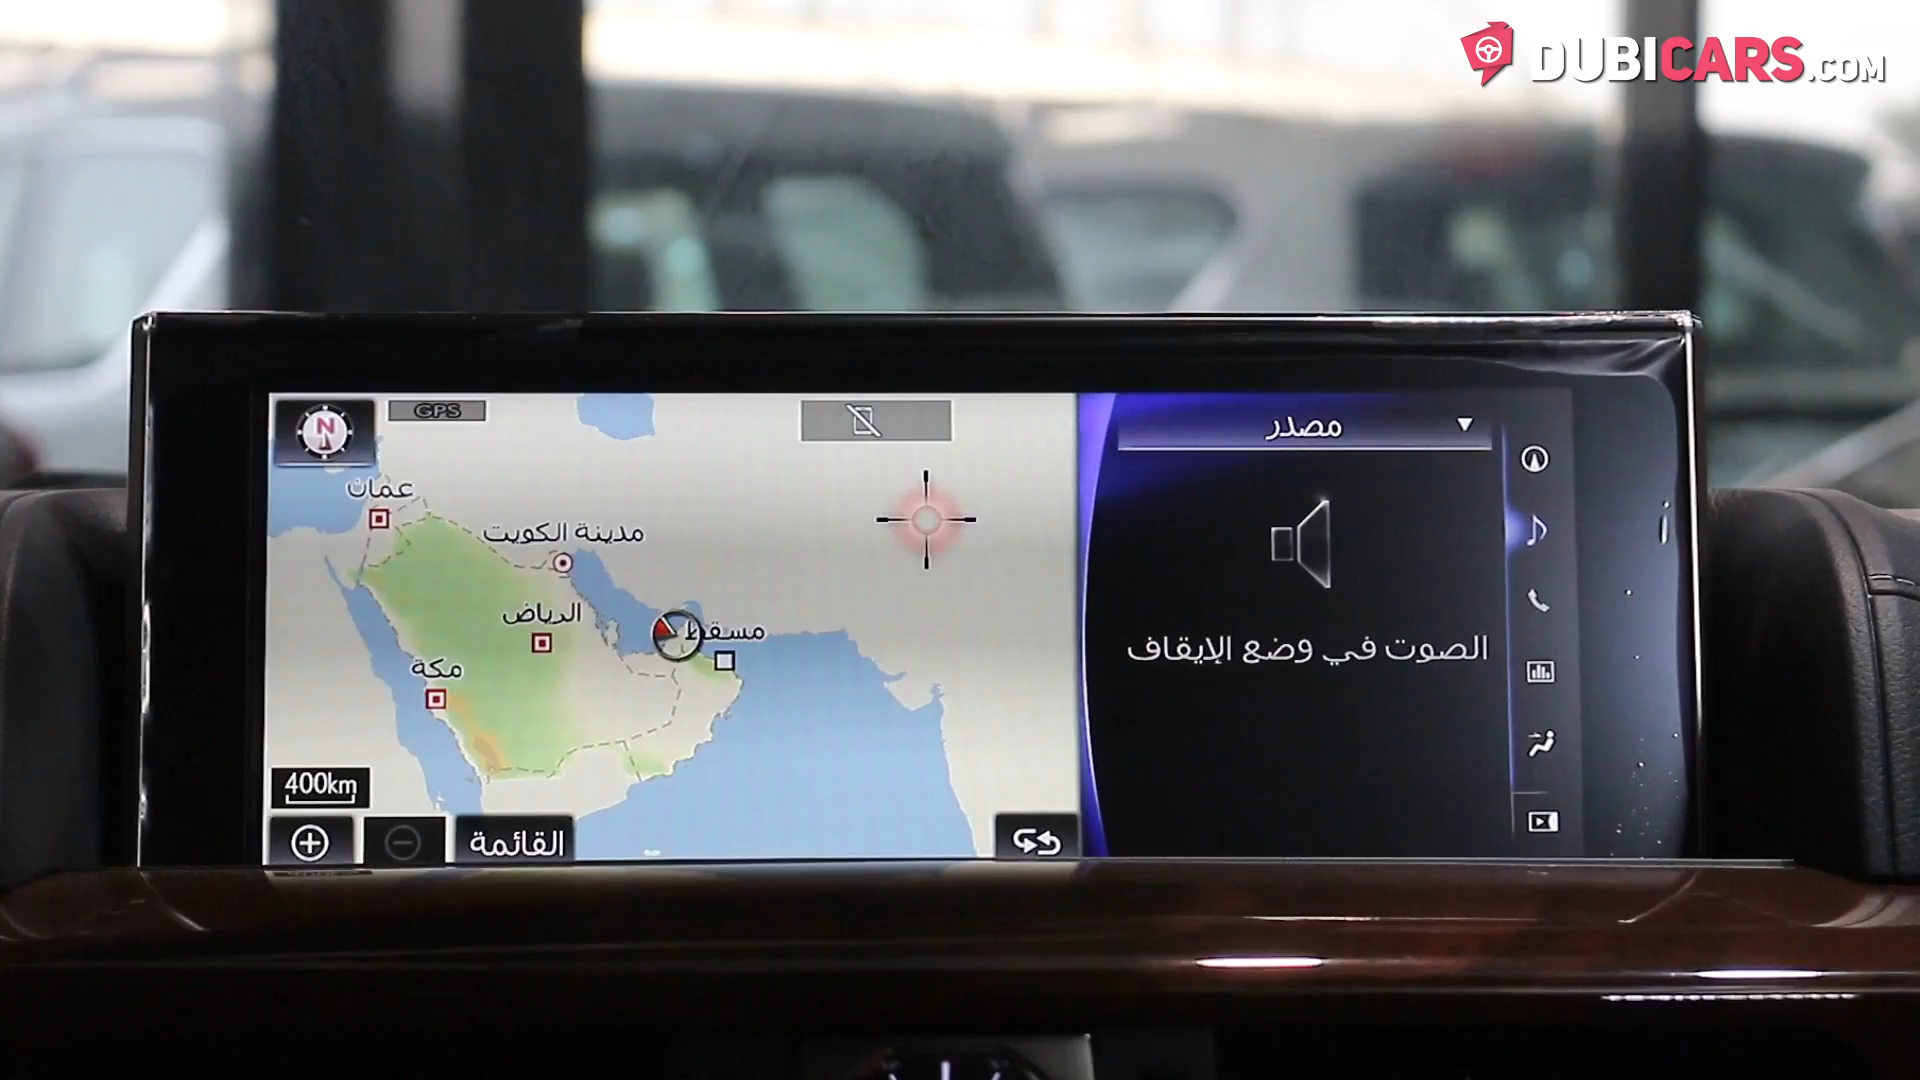 DUBICARS.COM
N
GPS
مصدر
عمان
مدينة الكويت
الرياض
مسقط
الصوت في وضع الإيقاف
مكة
400km
القائمة